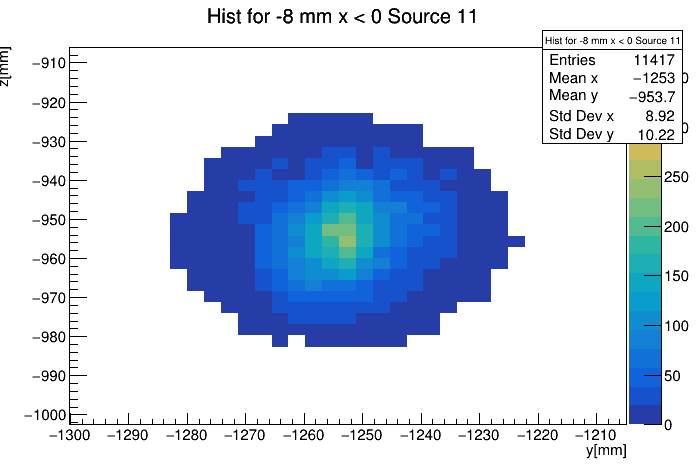 Hist for -8 mm x < 0 Source 11
Hist for -8 mm x < 0 Source 11
Entries 11417
Mean x −1253
Mean y −953.7
Std Dev x 8.92
Std Dev y 10.22
z[mm]
−910
−920
−930
−940
−950
−960
−970
−980
−990
−1000
−1300 −1290 −1280 −1270 −1260 −1250 −1240 −1230 −1220 −1210
y[mm]
250
200
150
100
50
0